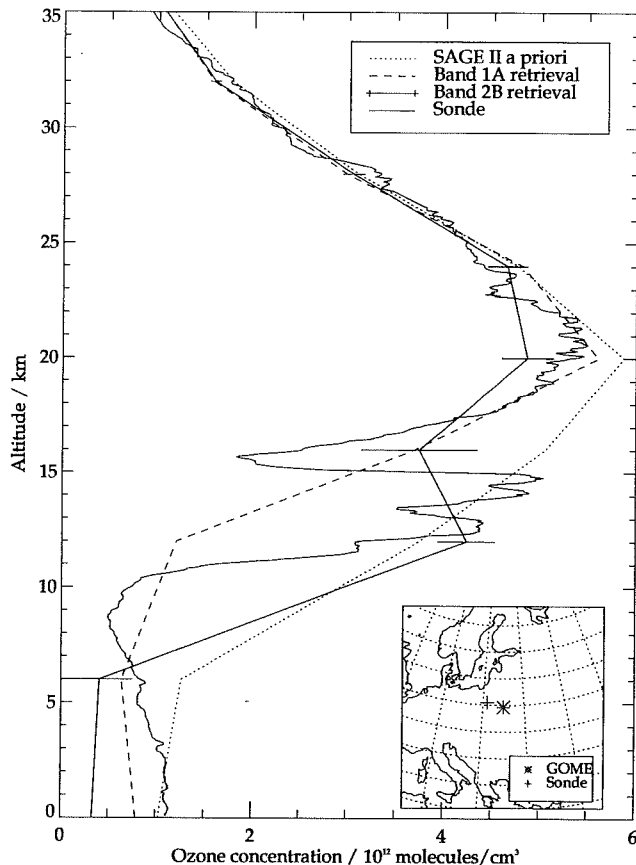 35
30
25
20
15
10
5
0
Altitude / km
SAGE II a priori
Band 1A retrieval
Band 2B retrieval
Sonde
GOME
Sonde
0
2
4
6
Ozone concentration / 10¹² molecules/cm³